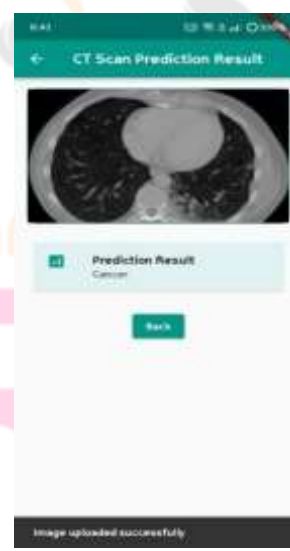 CT Scan Prediction Result
Prediction Result
Cancer
Back
Image uploaded successfully